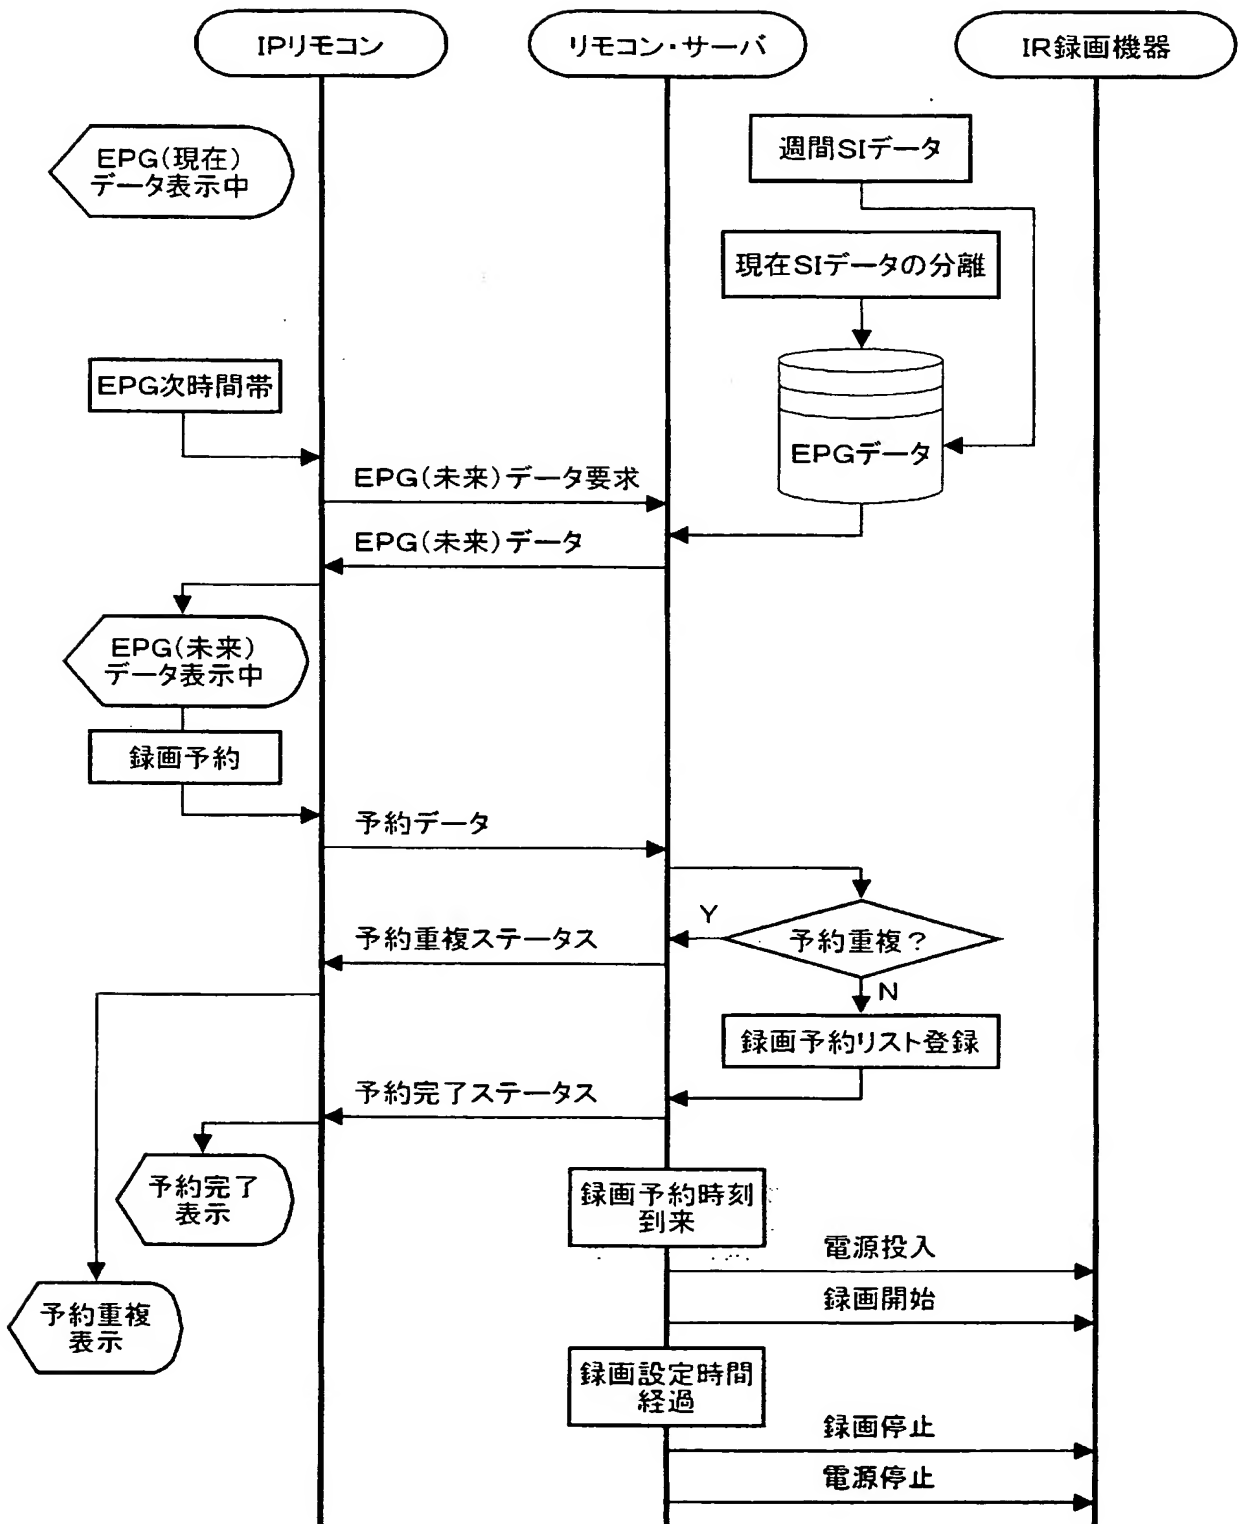 IPリモコン
リモコン・サーバ
IR録画機器
EPG(現在)
データ表示中
週間SIデータ
現在SIデータの分離
EPG次時間帯
EPGデータ
EPG(未来)データ要求
EPG(未来)データ
EPG(未来)
データ表示中
録画予約
予約データ
Y
予約重複?
予約重複ステータス
N
録画予約リスト登録
予約完了ステータス
予約完了
表示
録画予約時刻
到来
電源投入
録画開始
予約重複
表示
録画設定時間
経過
録画停止
電源停止